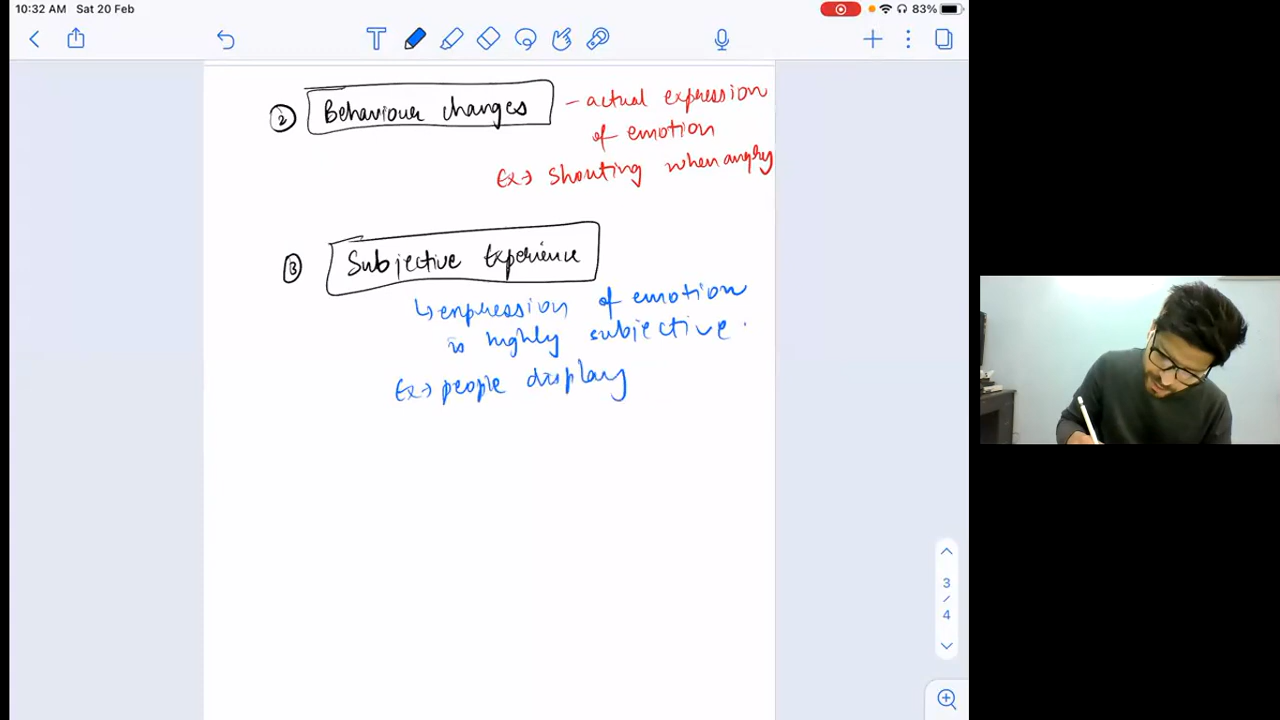 10:32 AM Sat 20 Feb
83%
② Behaviour changes - actual expression
of emotion
Ex→ shouting when angry
③ Subjective Experience
↳ expression of emotion
is highly subjective.
Ex→ people display
3
/
4